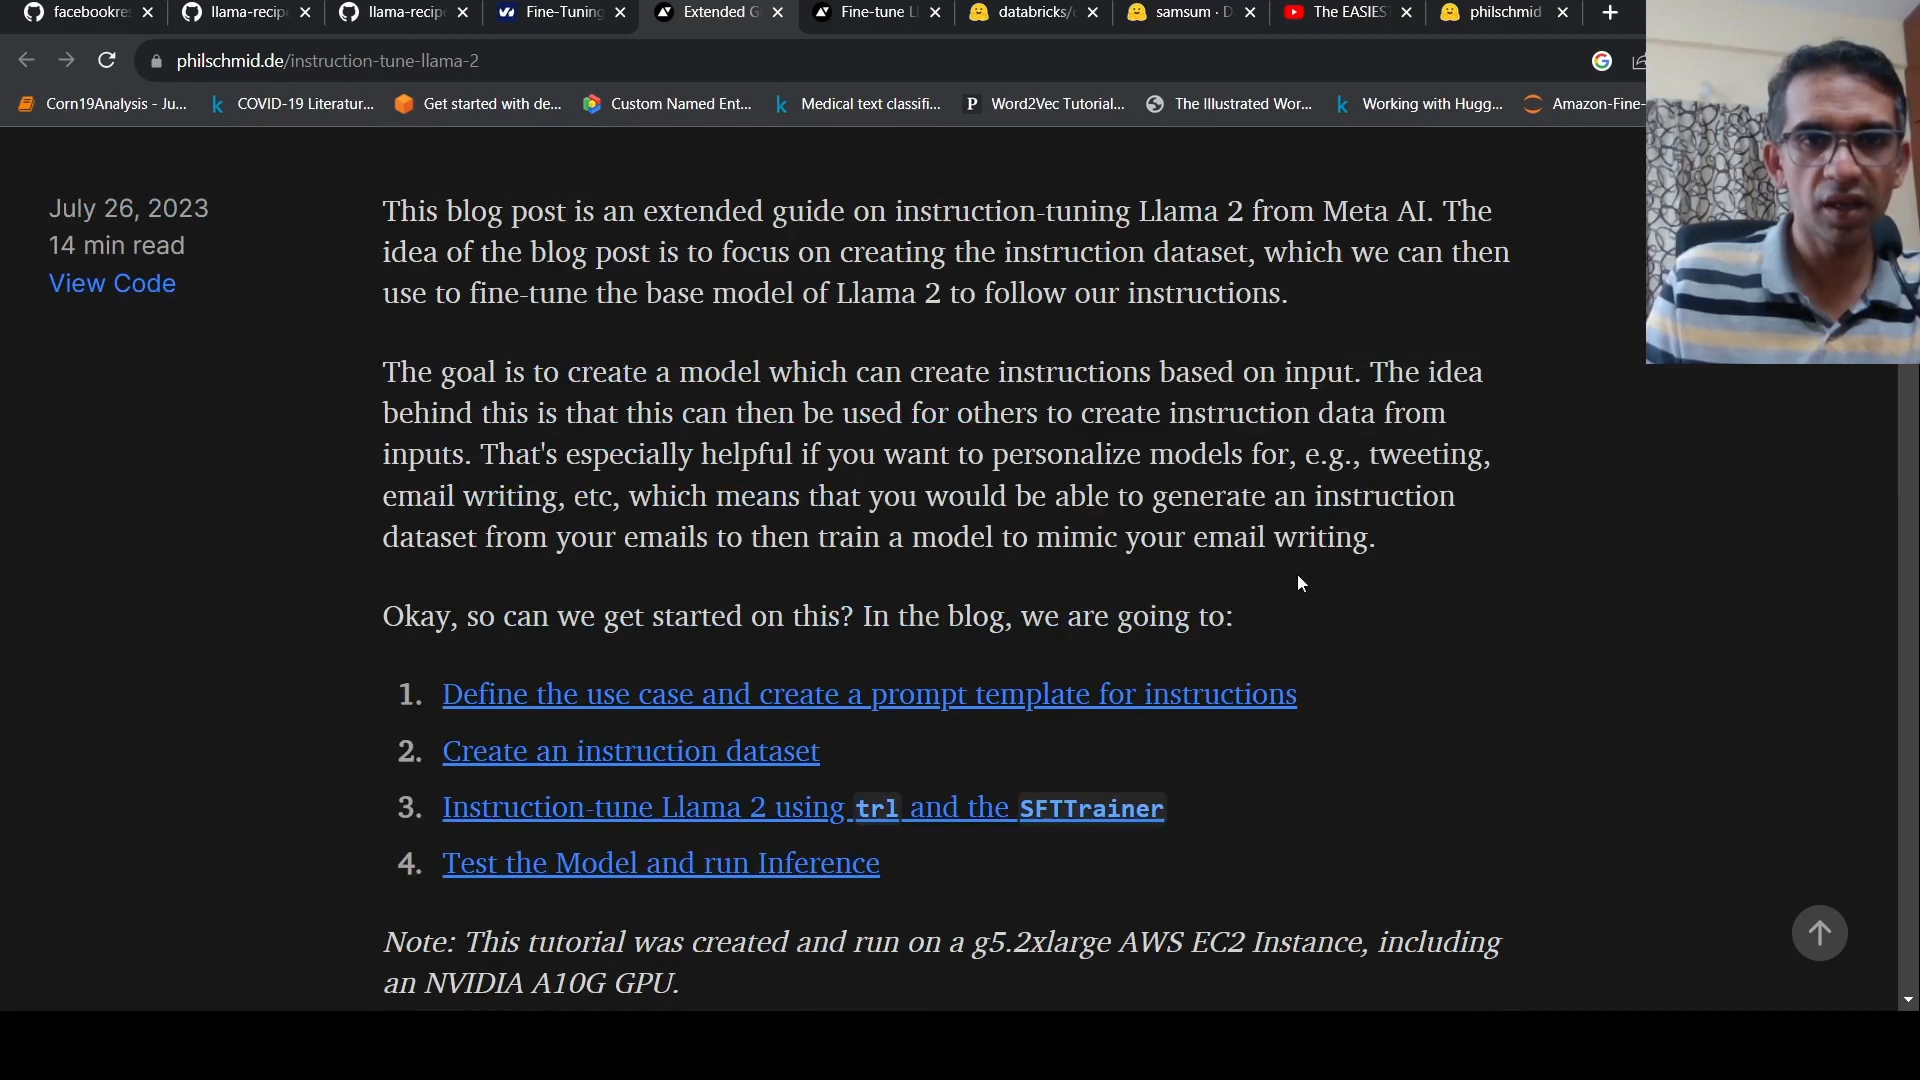 facebookre
llama-recip
llama-recip
Fine-Tuning
Extended G
Fine-tune L
databricks/
samsum · D
The EASIES
philschmid
philschmid.de/instruction-tune-llama-2
Corn19Analysis - Ju...
COVID-19 Literatur...
Get started with de...
Custom Named Ent...
Medical text classifi...
Word2Vec Tutorial...
The Illustrated Wor...
Working with Hugg...
Amazon-Fine-
July 26, 2023
14 min read
View Code
This blog post is an extended guide on instruction-tuning Llama 2 from Meta AI. The
idea of the blog post is to focus on creating the instruction dataset, which we can then
use to fine-tune the base model of Llama 2 to follow our instructions.
The goal is to create a model which can create instructions based on input. The idea
behind this is that this can then be used for others to create instruction data from
inputs. That's especially helpful if you want to personalize models for, e.g., tweeting,
email writing, etc, which means that you would be able to generate an instruction
dataset from your emails to then train a model to mimic your email writing.
Okay, so can we get started on this? In the blog, we are going to:
1. Define the use case and create a prompt template for instructions
2. Create an instruction dataset
3. Instruction-tune Llama 2 using trl and the SFTTrainer
4. Test the Model and run Inference
Note: This tutorial was created and run on a g5.2xlarge AWS EC2 Instance, including
an NVIDIA A10G GPU.